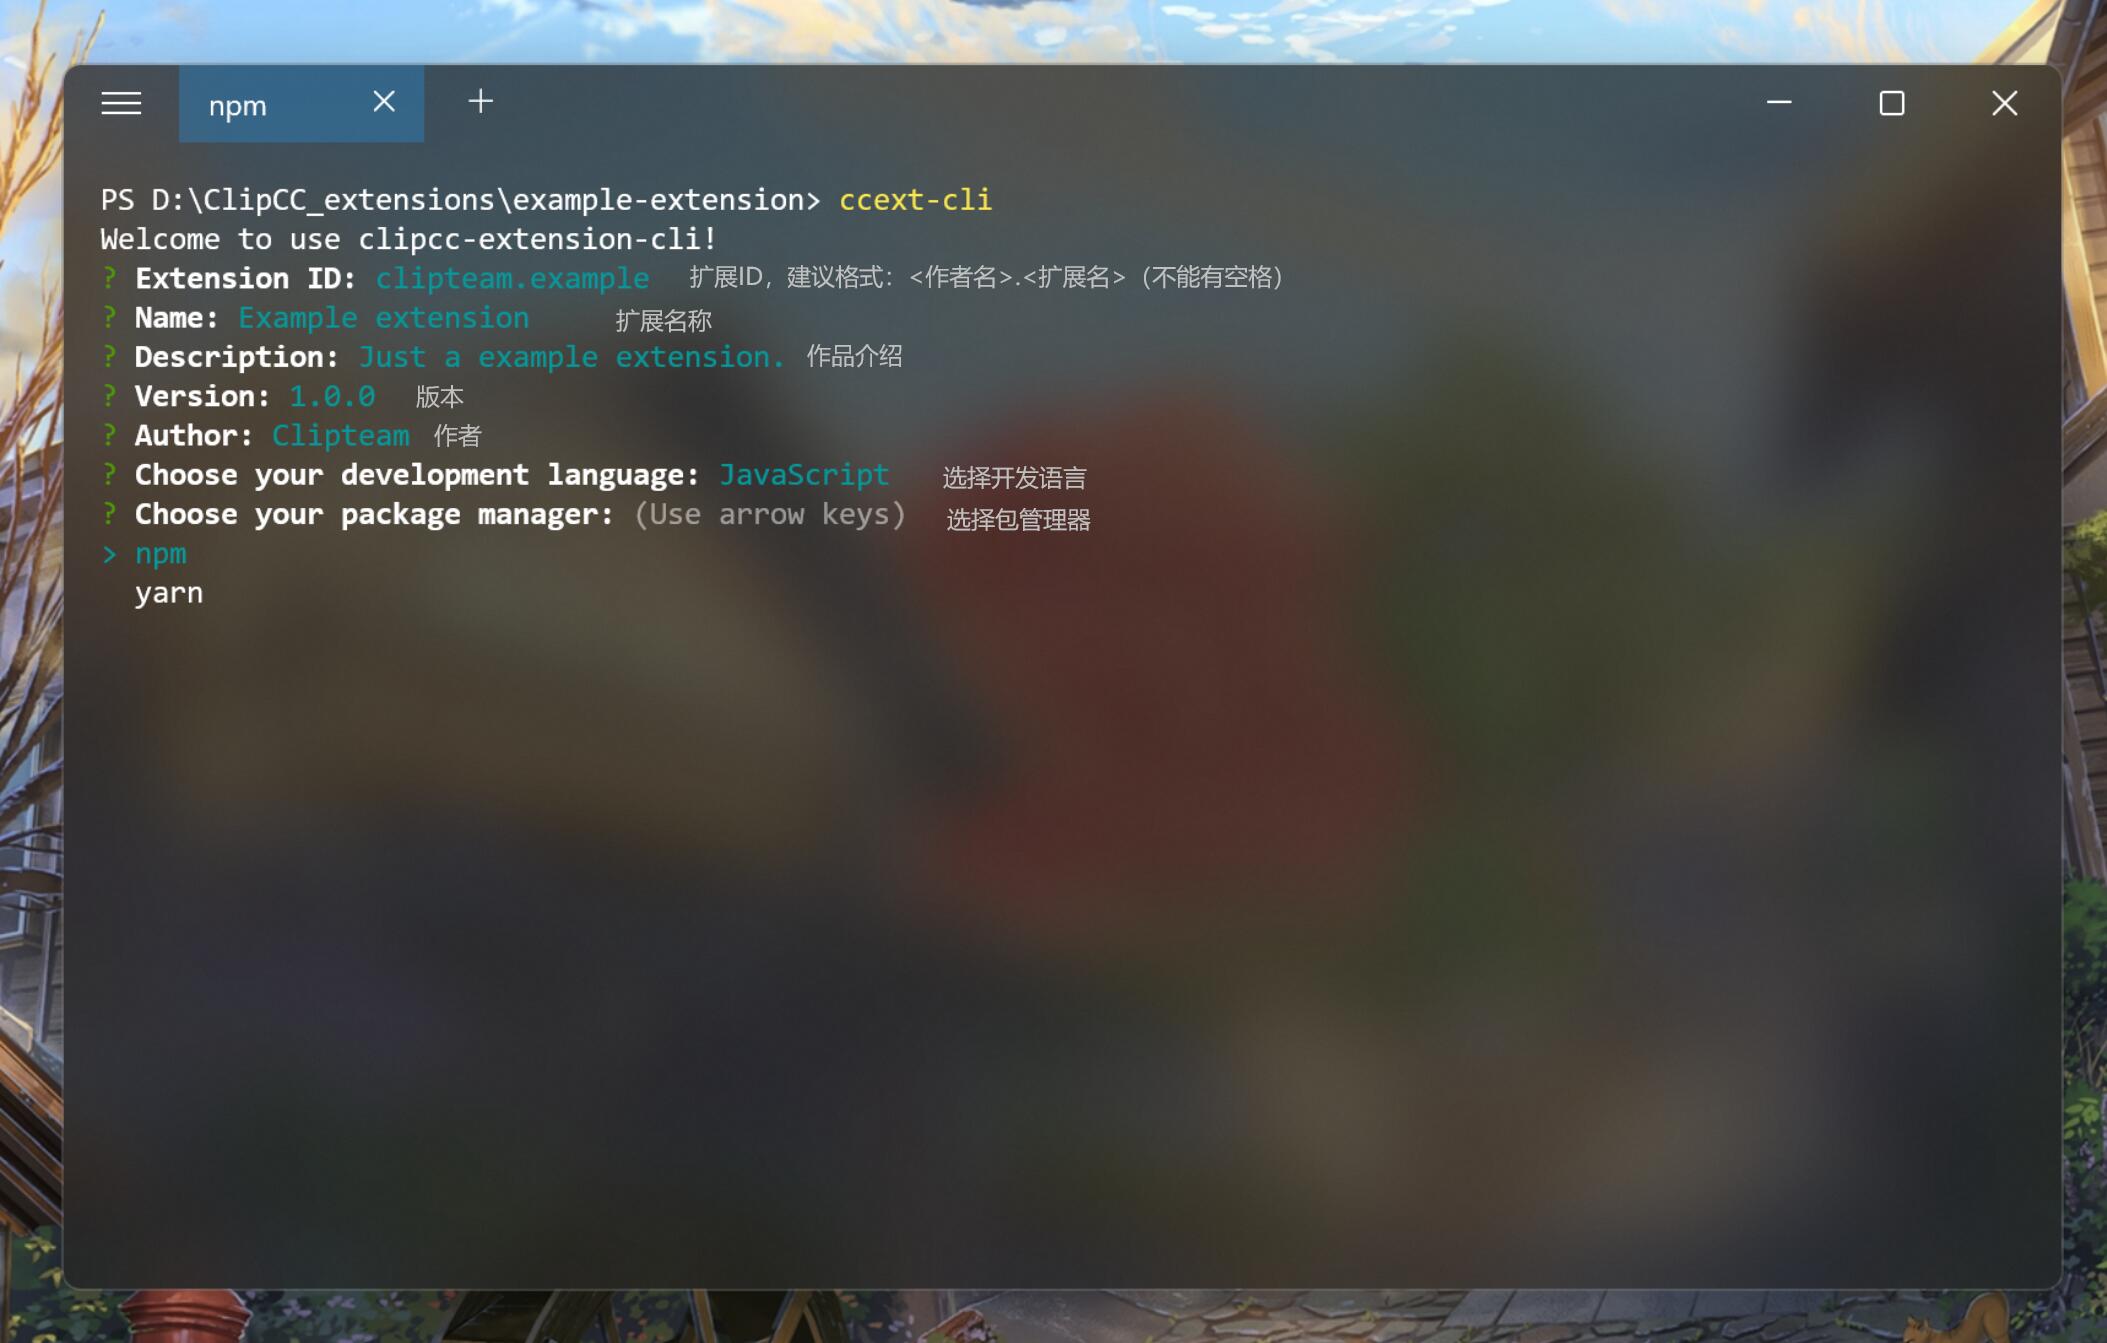 npm
PS D:\ClipCC_extensions\example-extension> ccext-cli
Welcome to use clipcc-extension-cli!
? Extension ID: clipteam.example 扩展ID，建议格式：<作者名>.<扩展名>（不能有空格）
? Name: Example extension 扩展名称
? Description: Just a example extension. 作品介绍
? Version: 1.0.0 版本
? Author: Clipteam 作者
? Choose your development language: JavaScript 选择开发语言
? Choose your package manager: (Use arrow keys) 选择包管理器
> npm
yarn